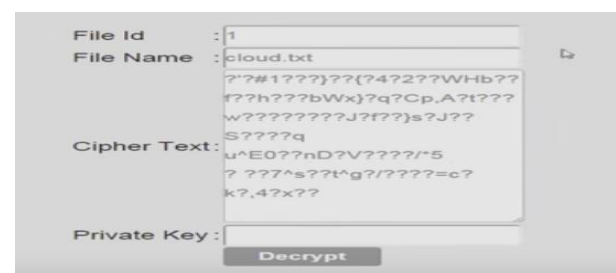 File Id : 1
File Name : cloud.txt
Cipher Text :
?'?#1???}??{?4?2??WHb??
f??h???bWx}?q?Cp,A?t???
w????????J?f??}s?J??
S????q
u^E0??nD?V????/*5
? ??7^s??t^g?/????=c?
k?,4?x??
Private Key :
Decrypt